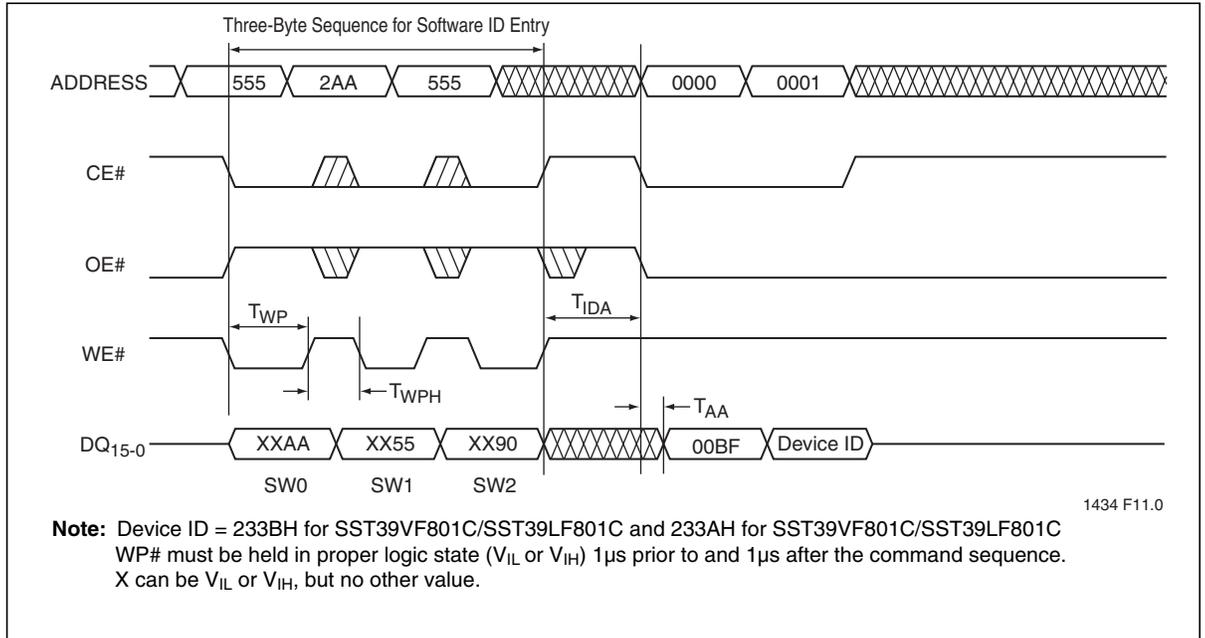 Three-Byte Sequence for Software ID Entry
ADDRESS 555 2AA 555 0000 0001
CE#
OE#
TWP TIDA
WE#
TWPH
TAA
DQ15-0 XXAA XX55 XX90 00BF Device ID
SW0 SW1 SW2
1434 F11.0
Note: Device ID = 233BH for SST39VF801C/SST39LF801C and 233AH for SST39VF801C/SST39LF801C
WP# must be held in proper logic state (VIL or VIH) 1µs prior to and 1µs after the command sequence.
X can be VIL or VIH, but no other value.